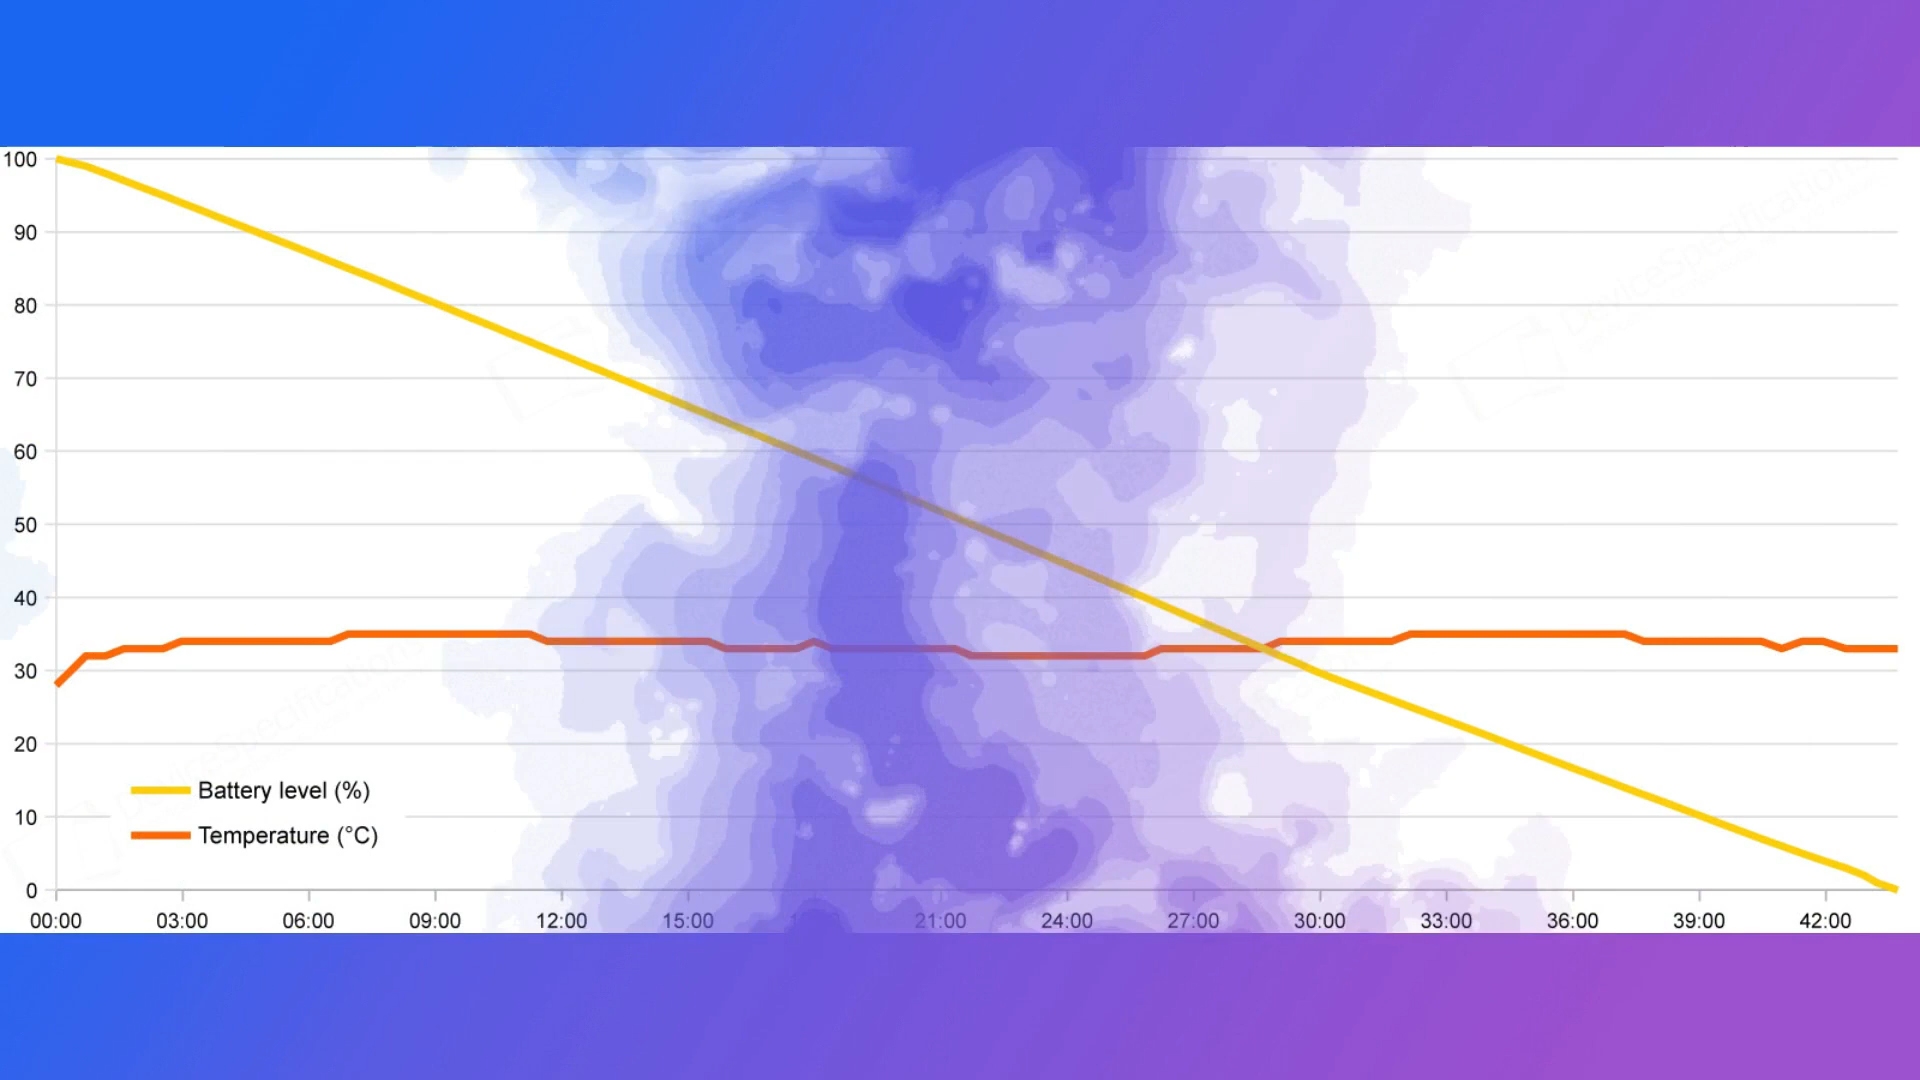 100
90
80
70
60
50
40
30
20
10
0
Battery level (%)
Temperature (°C)
00:00 03:00 06:00 09:00 12:00 15:00 21:00 24:00 27:00 30:00 33:00 36:00 39:00 42:00
DeviceSpecifications
DeviceSpecifications